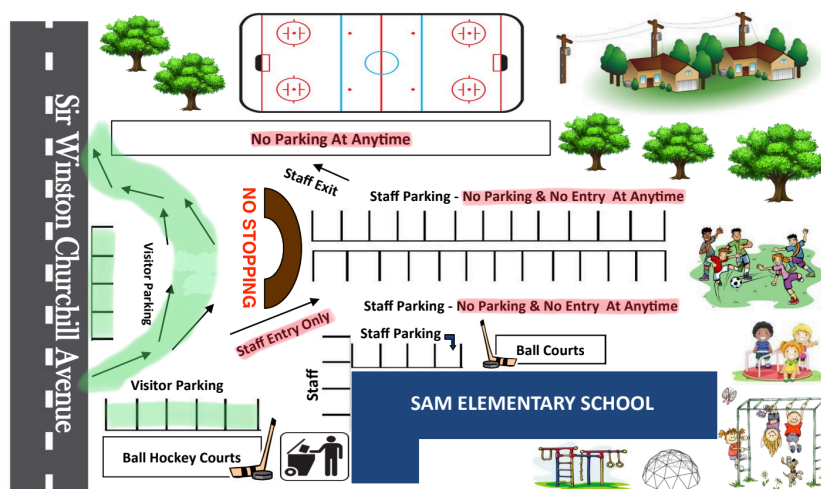 Sir Winston Churchill Avenue
No Parking At Anytime
Staff Exit
Staff Parking - No Parking & No Entry At Anytime
NO STOPPING
Visitor Parking
Staff Parking - No Parking & No Entry At Anytime
Staff Entry Only
Staff Parking
Ball Courts
Visitor Parking
Staff
SAM ELEMENTARY SCHOOL
Ball Hockey Courts